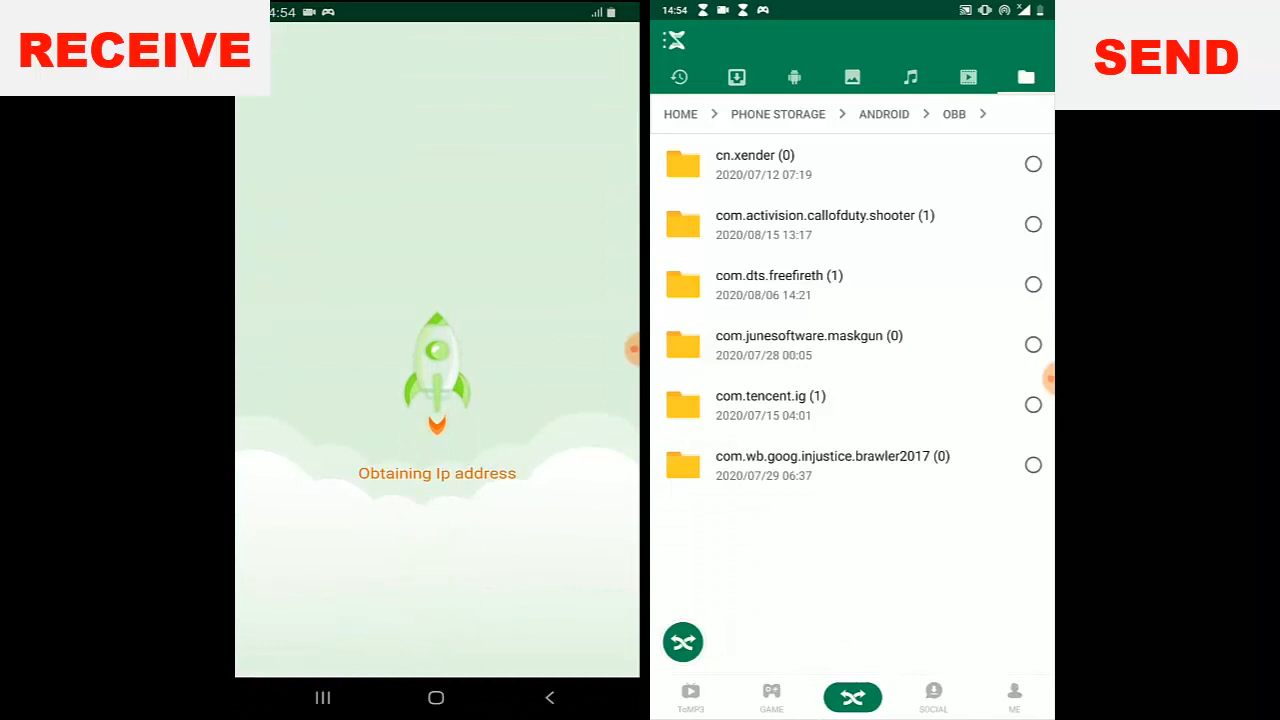 RECEIVE
4:54
Obtaining Ip address
14:54
HOME > PHONE STORAGE > ANDROID > OBB >
cn.xender (0)
2020/07/12 07:19
com.activision.callofduty.shooter (1)
2020/08/15 13:17
com.dts.freefireth (1)
2020/08/06 14:21
com.junesoftware.maskgun (0)
2020/07/28 00:05
com.tencent.ig (1)
2020/07/15 04:01
com.wb.goog.injustice.brawler2017 (0)
2020/07/29 06:37
ToMP3
GAME
SOCIAL
ME
SEND